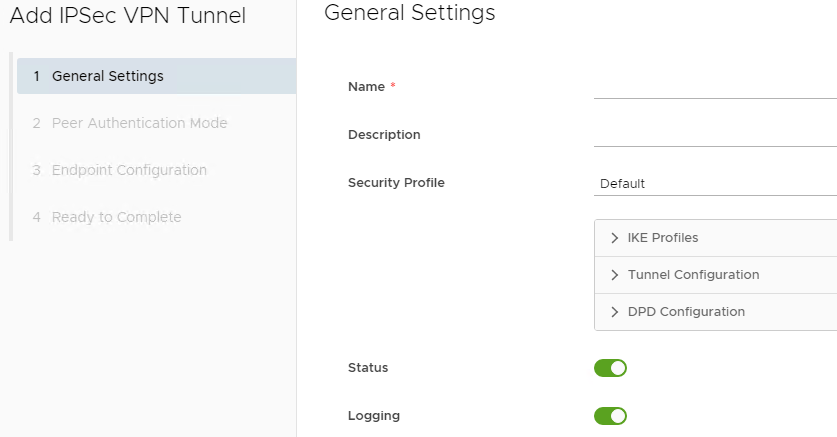 Add IPSec VPN Tunnel
1 General Settings
2 Peer Authentication Mode
3 Endpoint Configuration
4 Ready to Complete
General Settings
Name *
Description
Security Profile Default
IKE Profiles
Tunnel Configuration
DPD Configuration
Status
Logging